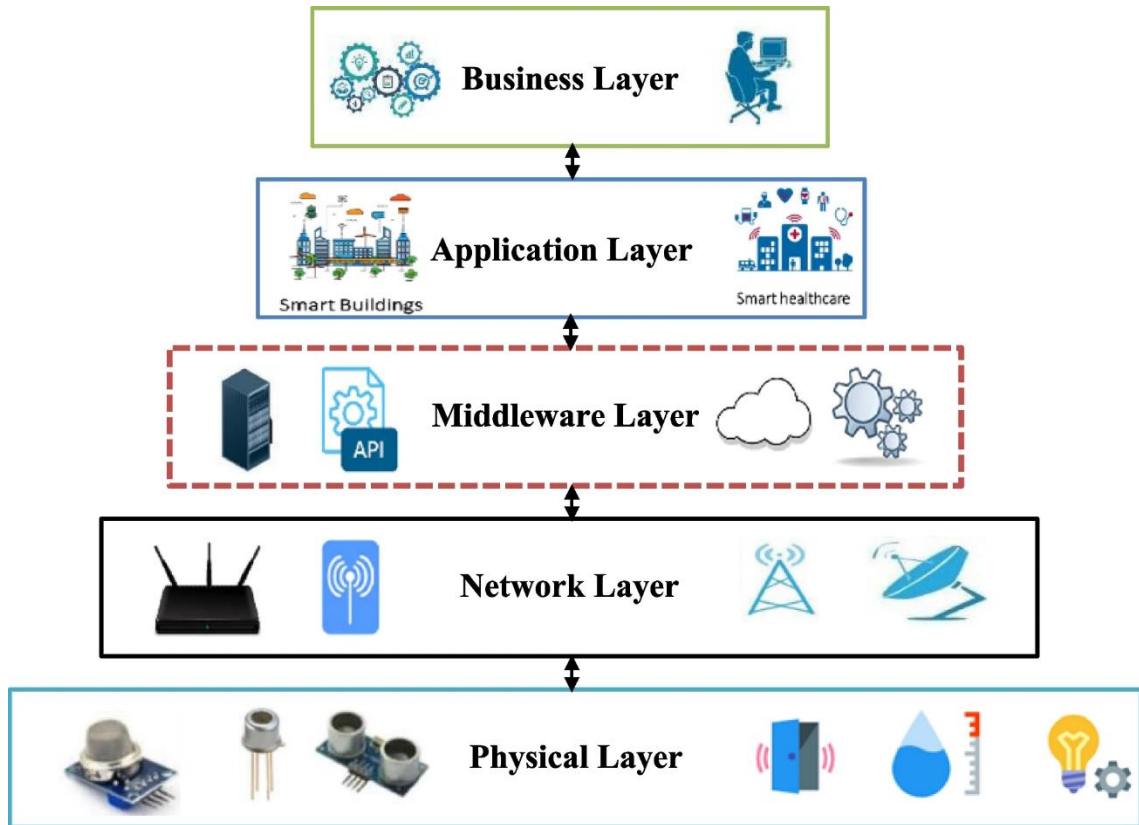 Business Layer
Application Layer
Smart Buildings
Smart healthcare
Middleware Layer
API
Network Layer
Physical Layer